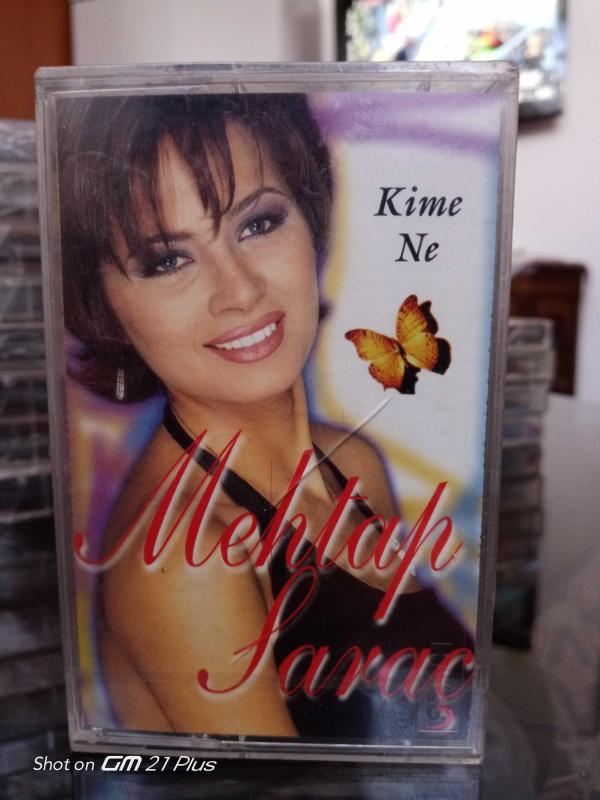 Kime
Ne
Mehtap
Saraç
Shot on GM 21 Plus